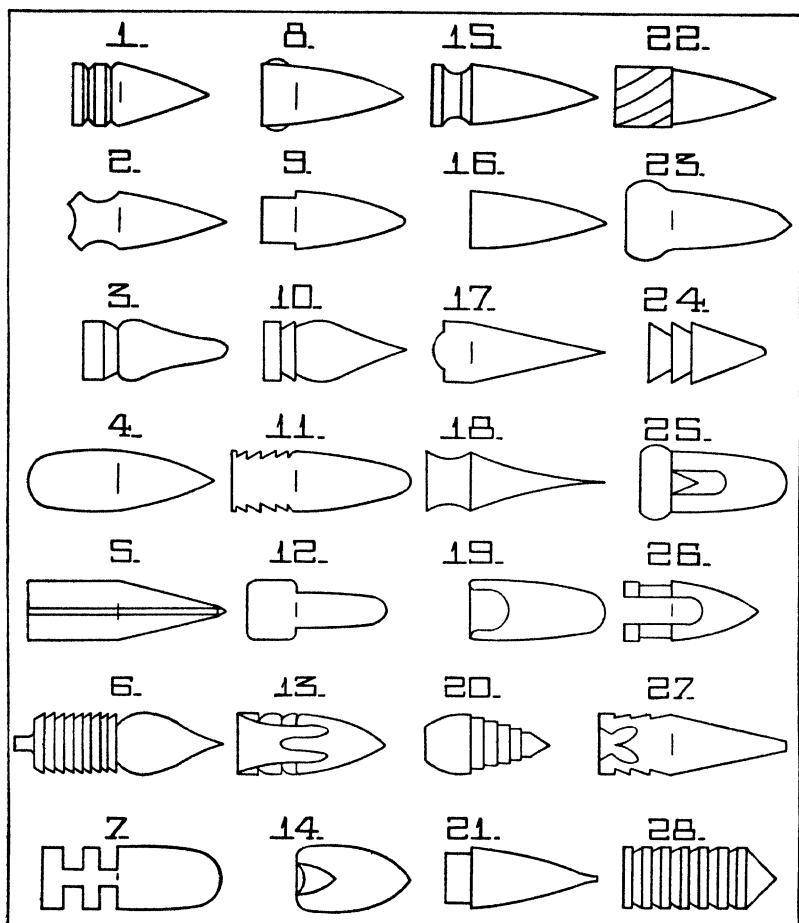 1. 8. 15. 22.
2. 9. 16. 23.
3. 10. 17. 24.
4. 11. 18. 25.
5. 12. 19. 26.
6. 13. 20. 27.
7. 14. 21. 28.